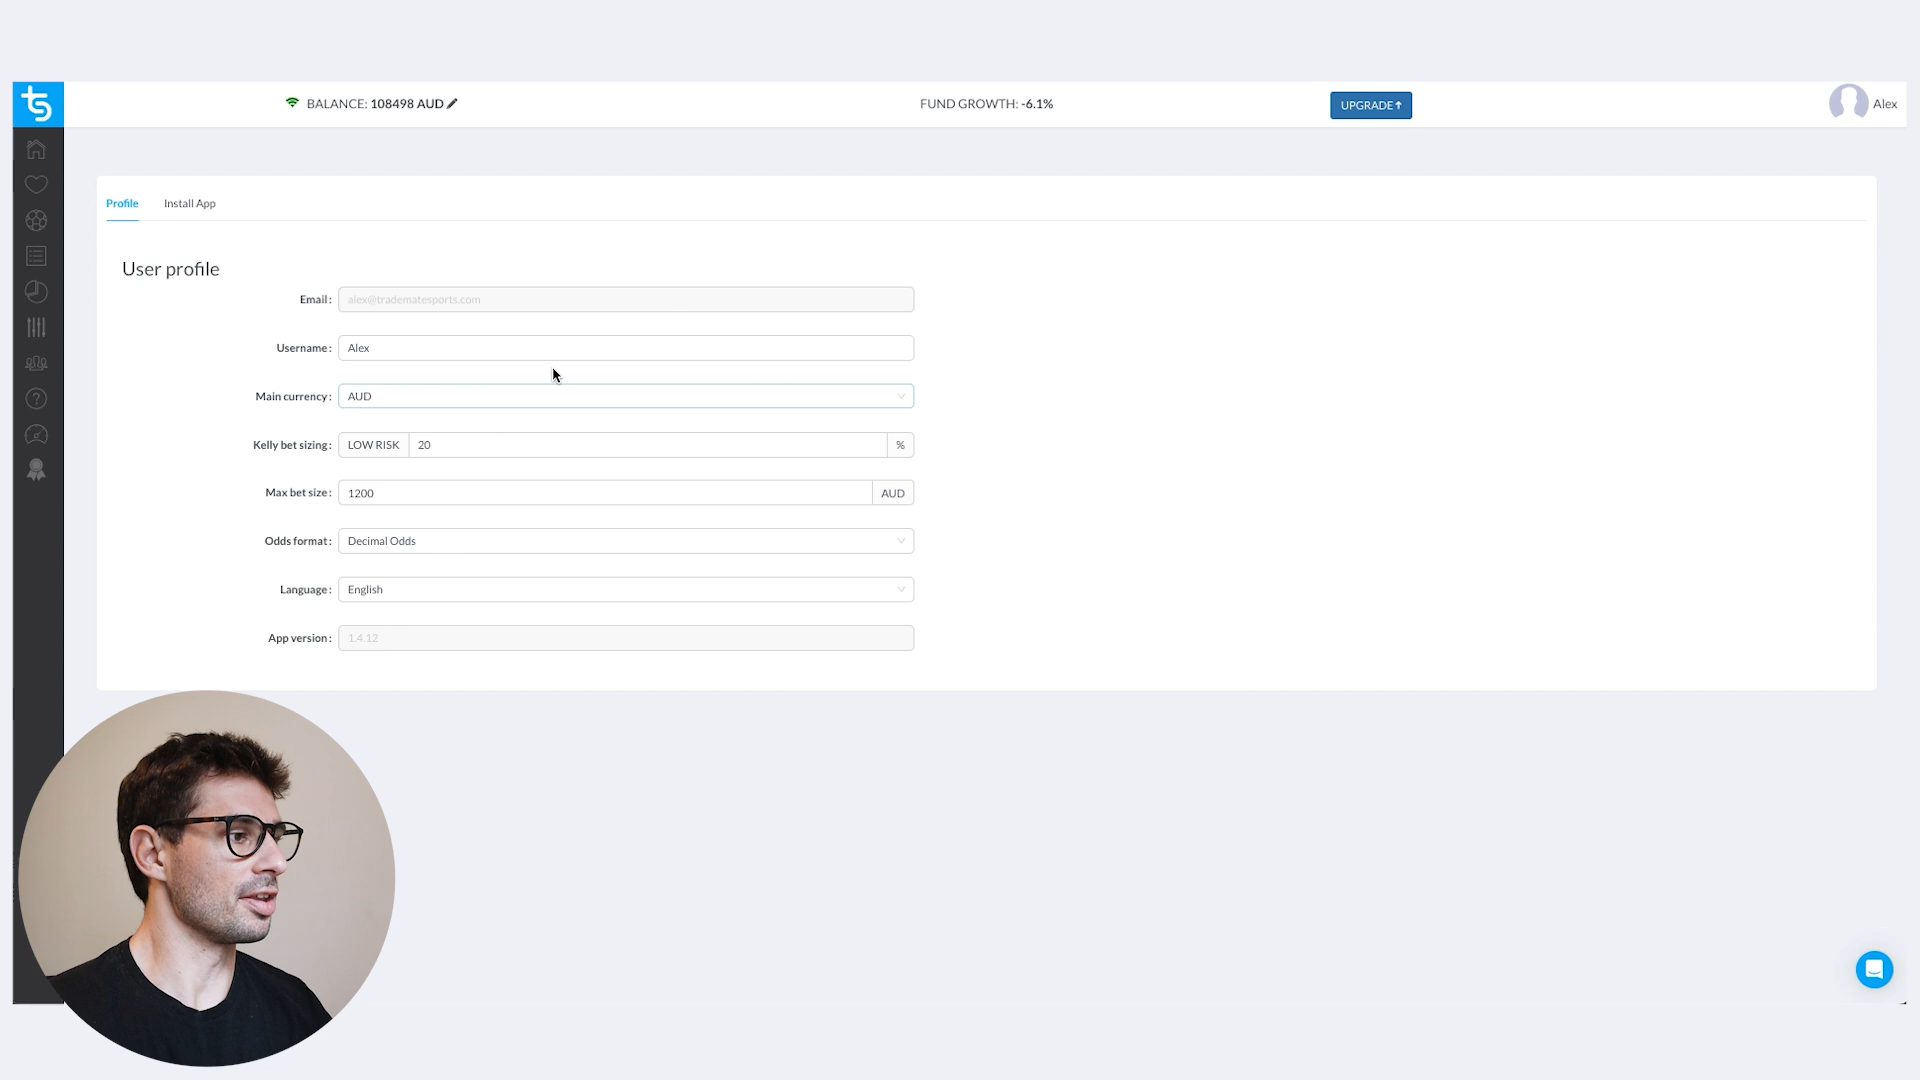 ts
BALANCE: 108498 AUD
FUND GROWTH: -6.1%
UPGRADE↑
Alex
Profile
Install App
User profile
Email: alex@tradematesports.com
Username: Alex
Main currency: AUD
Kelly bet sizing: LOW RISK 20 %
Max bet size: 1200 AUD
Odds format: Decimal Odds
Language: English
App version: 1.4.12